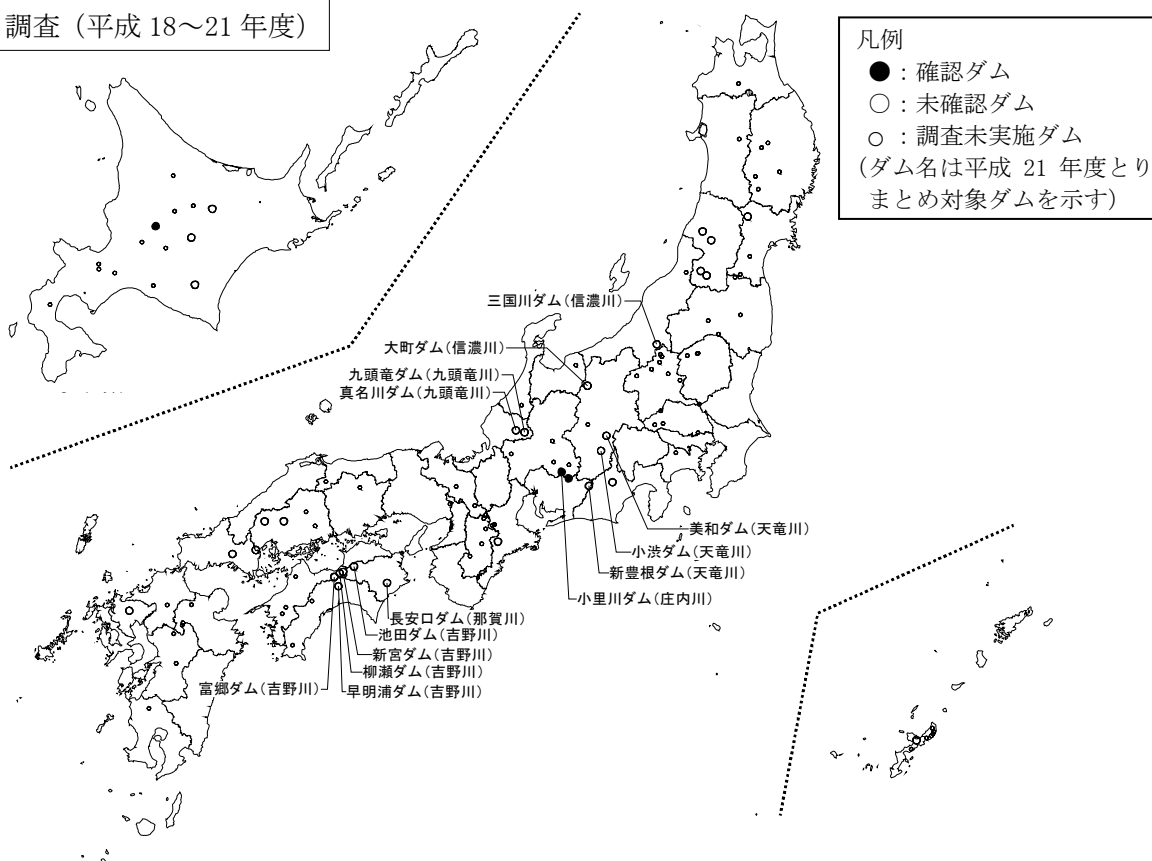 調査（平成 18～21 年度）
凡例
●：確認ダム
○：未確認ダム
○：調査未実施ダム
(ダム名は平成 21 年度とり
まとめ対象ダムを示す)
三国川ダム(信濃川)
大町ダム(信濃川)
九頭竜ダム(九頭竜川)
真名川ダム(九頭竜川)
美和ダム(天竜川)
小渋ダム(天竜川)
新豊根ダム(天竜川)
小里川ダム(庄内川)
長安口ダム(那賀川)
池田ダム(吉野川)
新宮ダム(吉野川)
柳瀬ダム(吉野川)
富郷ダム(吉野川)
早明浦ダム(吉野川)